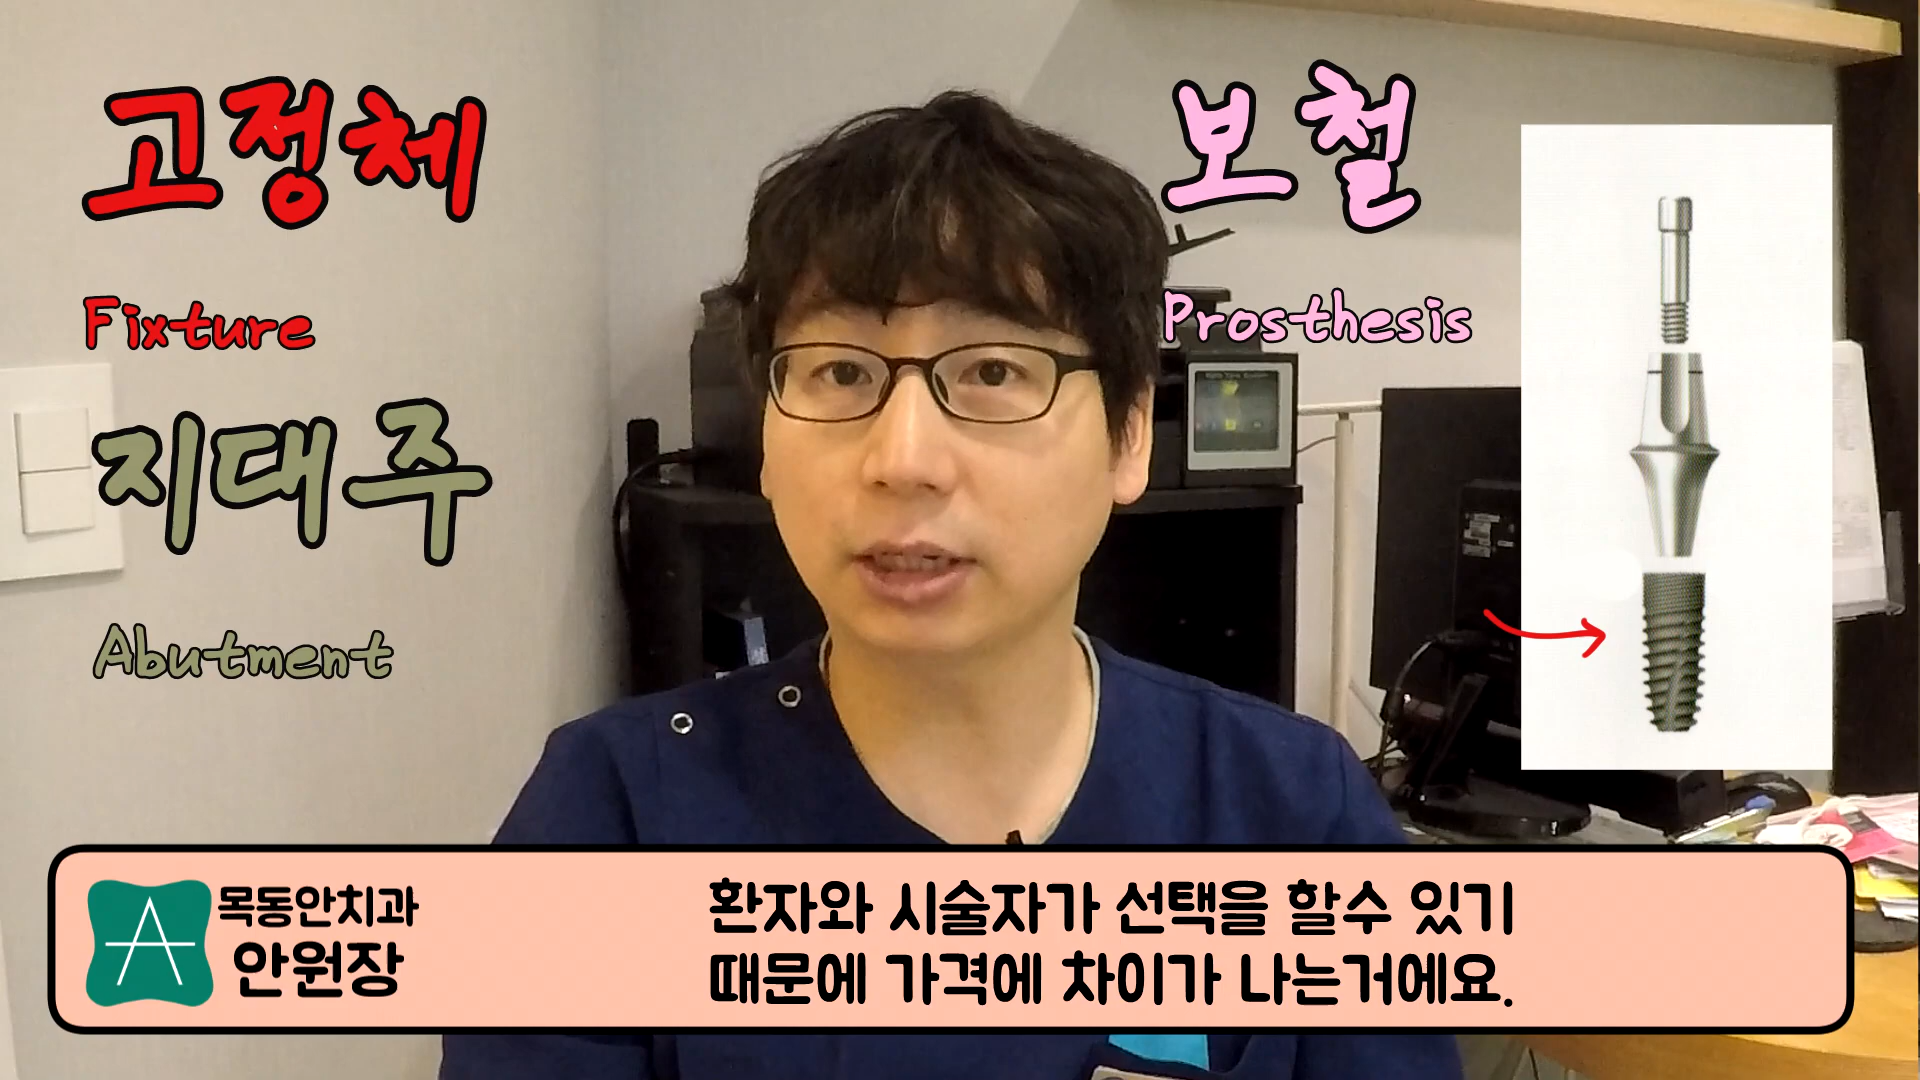 고정체
Fixture
지대주
Abutment
보철
Prosthesis
목동안치과
안원장
환자와 시술자가 선택을 할수 있기
때문에 가격에 차이가 나는거에요.